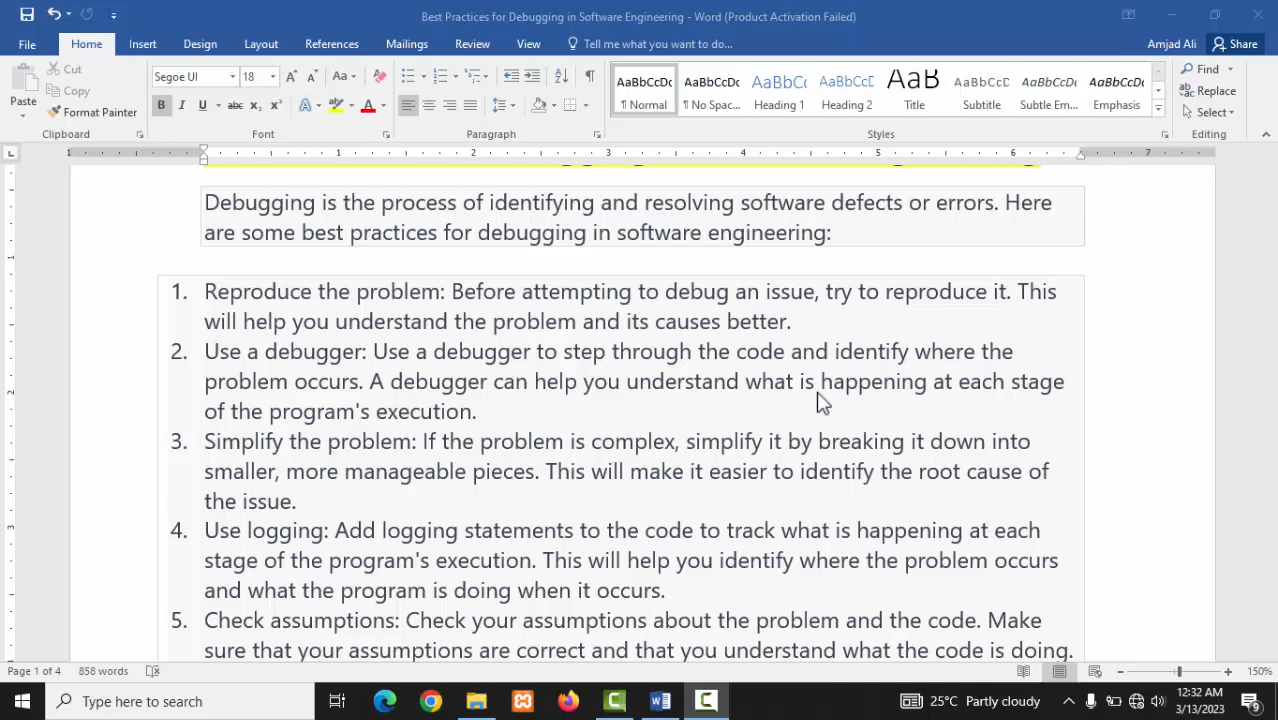 Best Practices for Debugging in Software Engineering - Word (Product Activation Failed)
File Home Insert Design Layout References Mailings Review View Tell me what you want to do... Amjad Ali Share
Paste Cut Copy Format Painter Clipboard
Segoe UI 18 Font
Paragraph
AaBbCcDc ¶ Normal AaBbCcDc ¶ No Spac... AaBbCc Heading 1 AaBbCcD Heading 2 AaB Title AaBbCcD Subtitle AaBbCcDc Subtle Em... AaBbCcDc Emphasis Styles
Find Replace Select Editing
1 1 2 3 4 5 6 7
Debugging is the process of identifying and resolving software defects or errors. Here
are some best practices for debugging in software engineering:
1. Reproduce the problem: Before attempting to debug an issue, try to reproduce it. This
will help you understand the problem and its causes better.
2. Use a debugger: Use a debugger to step through the code and identify where the
problem occurs. A debugger can help you understand what is happening at each stage
of the program's execution.
3. Simplify the problem: If the problem is complex, simplify it by breaking it down into
smaller, more manageable pieces. This will make it easier to identify the root cause of
the issue.
4. Use logging: Add logging statements to the code to track what is happening at each
stage of the program's execution. This will help you identify where the problem occurs
and what the program is doing when it occurs.
5. Check assumptions: Check your assumptions about the problem and the code. Make
sure that your assumptions are correct and that you understand what the code is doing.
Page 1 of 4 858 words 150%
Type here to search 25°C Partly cloudy 12:32 AM
3/13/2023 9